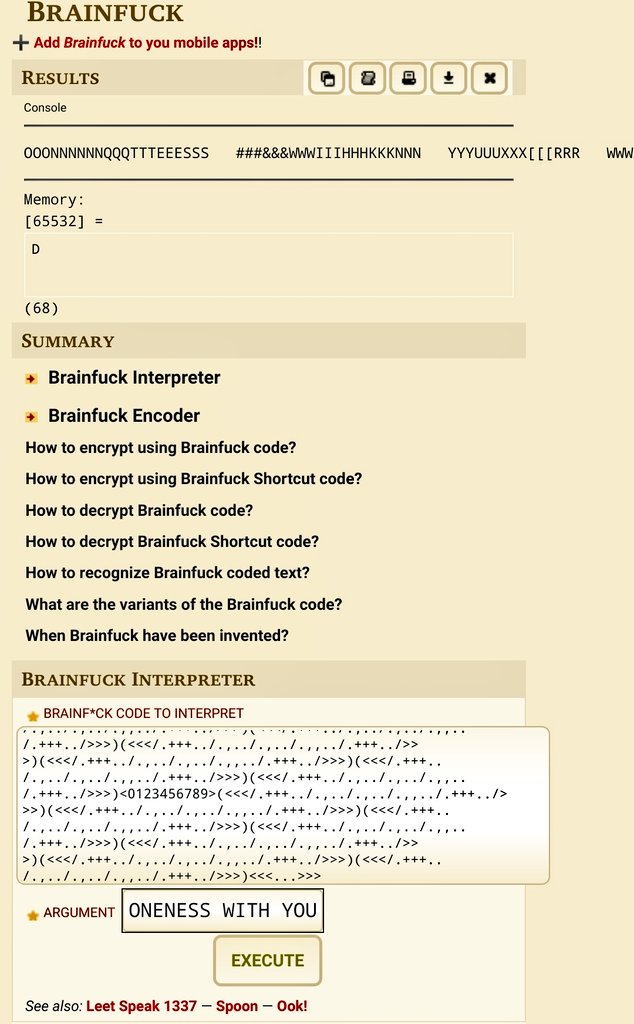 BRAINFUCK
➕ Add Brainfuck to you mobile apps!!
RESULTS
Console
OOONNNNNNQQQTTTEEESSS   ###&&&WWWIIIHHHKKKNNN   YYYUUUXXX[[[RRR   WWW
Memory:
[65532] =
D
(68)
SUMMARY
Brainfuck Interpreter
Brainfuck Encoder
How to encrypt using Brainfuck code?
How to encrypt using Brainfuck Shortcut code?
How to decrypt Brainfuck code?
How to decrypt Brainfuck Shortcut code?
How to recognize Brainfuck coded text?
What are the variants of the Brainfuck code?
When Brainfuck have been invented?
BRAINFUCK INTERPRETER
BRAINF*CK CODE TO INTERPRET
/.+++../>>>)(<<</.+++../.,../.,../.,,../.+++../>>
>)(<<</.+++../.,../.,../.,,../.+++../>>>)(<<</.+++..
/.,../.,../.,,../.+++../>>>)(<<</.+++../.,../.,../.,,..
/.+++../>>>)<0123456789>(<<</.+++../.,../.,../.,,../.+++../>
>>)(<<</.+++../.,../.,../.,,../.+++../>>>)(<<</.+++..
/.,../.,../.,,../.+++../>>>)(<<</.+++../.,../.,../.,,..
/.+++../>>>)(<<</.+++../.,../.,../.,,../.+++../>>
>)(<<</.+++../.,../.,../.,,../.+++../>>>)(<<</.+++..
/.,../.,../.,,../.+++../>>>)<<<...>>>
ARGUMENT ONENESS WITH YOU
EXECUTE
See also: Leet Speak 1337 — Spoon — Ook!